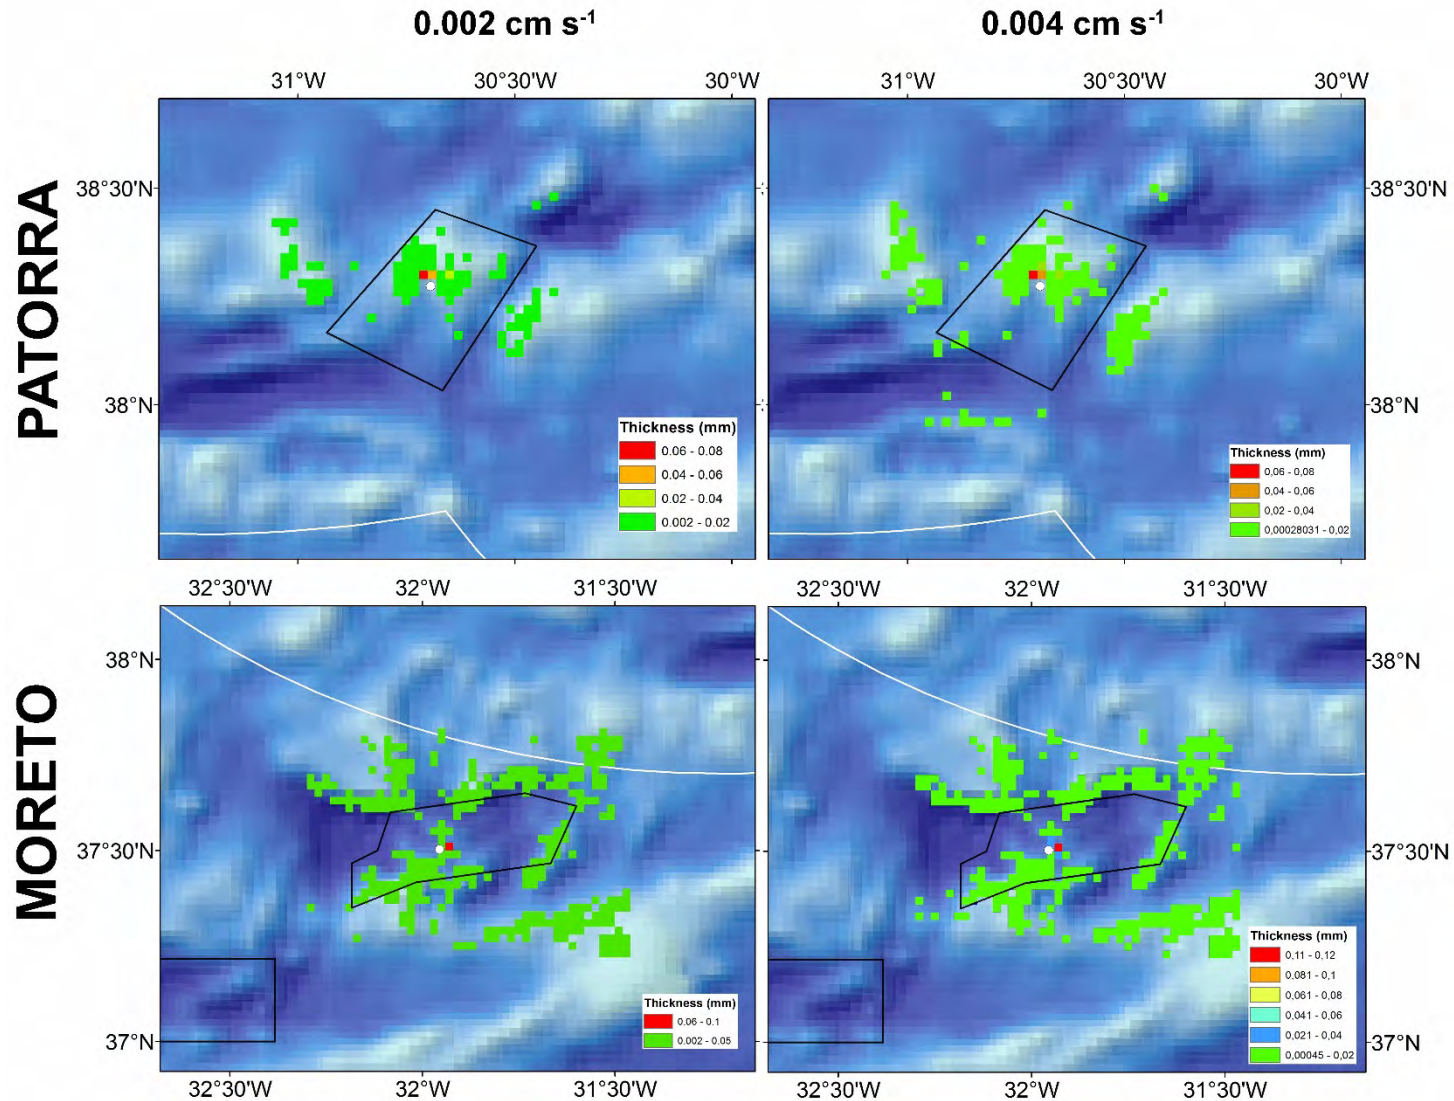 0.002 cm s⁻¹
0.004 cm s⁻¹
PATORRA
31°W 30°30'W 30°W
31°W 30°30'W 30°W
38°30'N
38°30'N
38°N
38°N
Thickness (mm)
0.06 - 0.08
0.04 - 0.06
0.02 - 0.04
0.002 - 0.02
Thickness (mm)
0,06 - 0,08
0,04 - 0,06
0,02 - 0,04
0,00028031 - 0,02
MORETO
32°30'W 32°W 31°30'W
32°30'W 32°W 31°30'W
38°N
38°N
37°30'N
37°30'N
37°N
37°N
Thickness (mm)
0.06 - 0.1
0.002 - 0.05
Thickness (mm)
0,11 - 0,12
0,081 - 0,1
0,061 - 0,08
0,041 - 0,06
0,021 - 0,04
0,00045 - 0,02
32°30'W 32°W 31°30'W
32°30'W 32°W 31°30'W